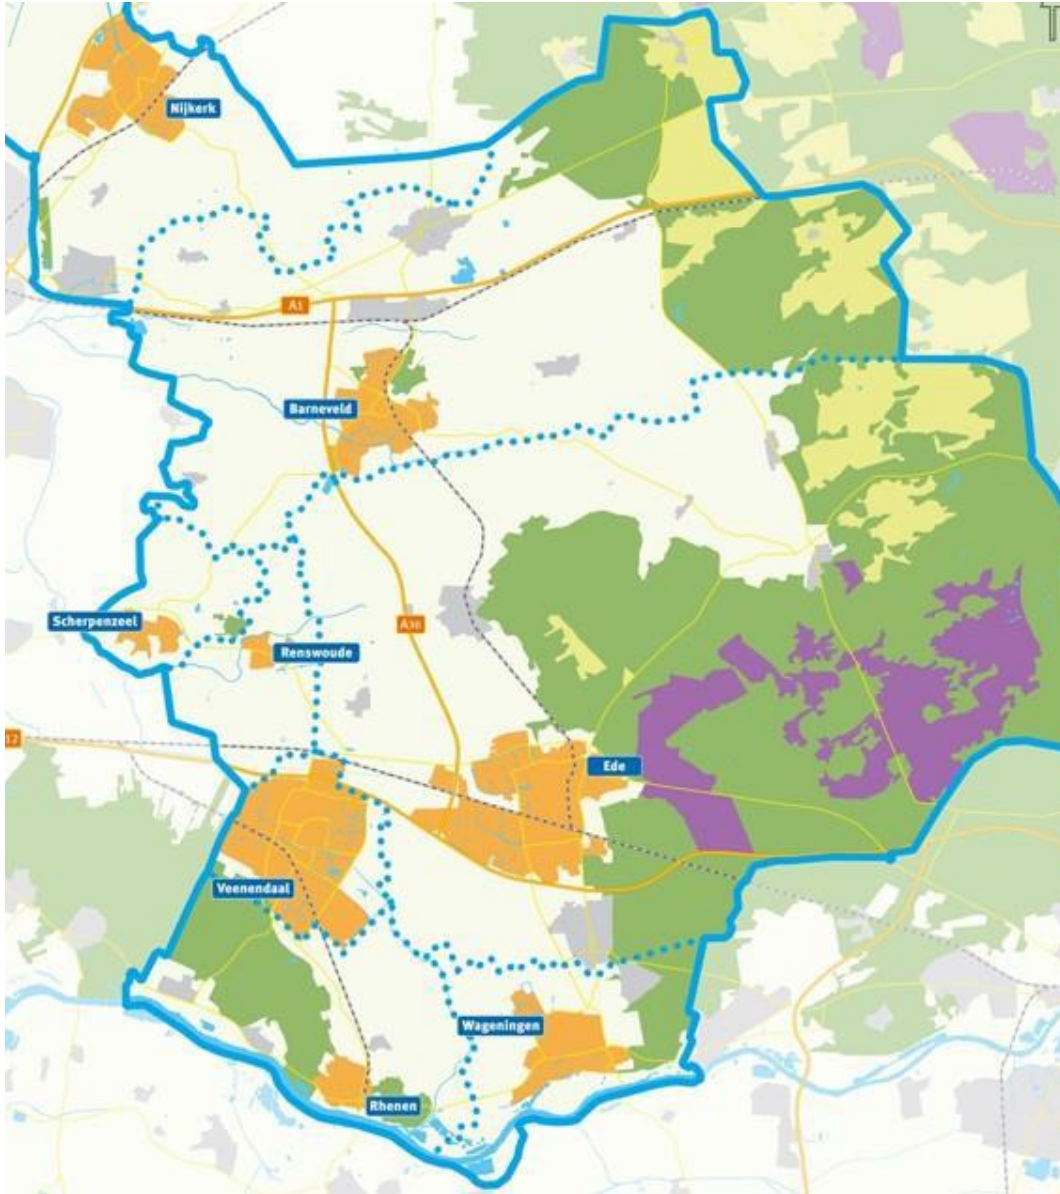 Nijkerk
A1
Barneveld
Scherpenzeel
A30
Renswoude
12
Ede
Veenendaal
Wageningen
Rhenen